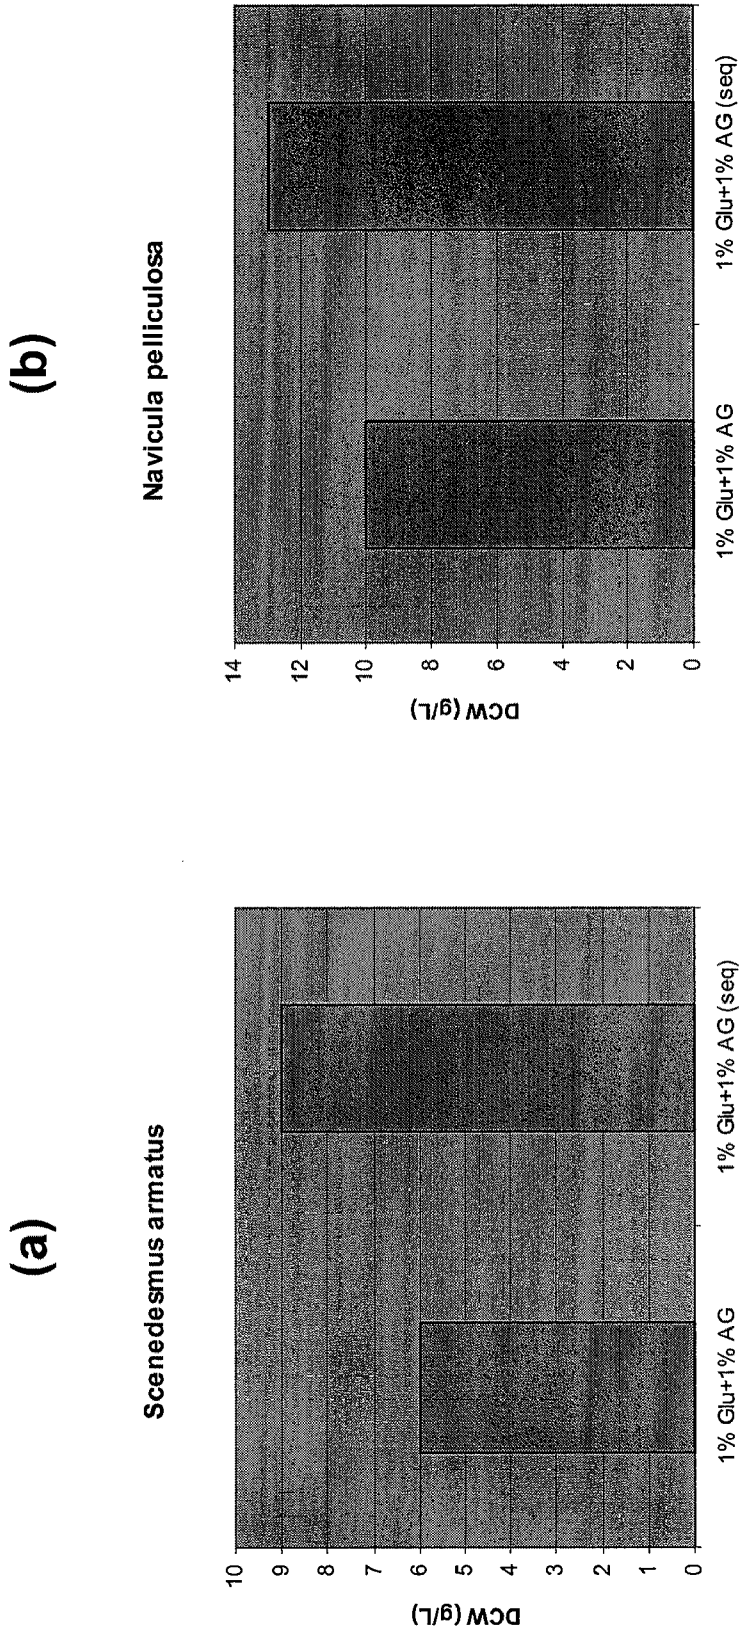 (a)
Scenedesmus armatus
DCW (g/L)
10
9
8
7
6
5
4
3
2
1
0
1% Glu+1% AG
1% Glu+1% AG (seq)
(b)
Navicula pelliculosa
DCW (g/L)
14
12
10
8
6
4
2
0
1% Glu+1% AG
1% Glu+1% AG (seq)